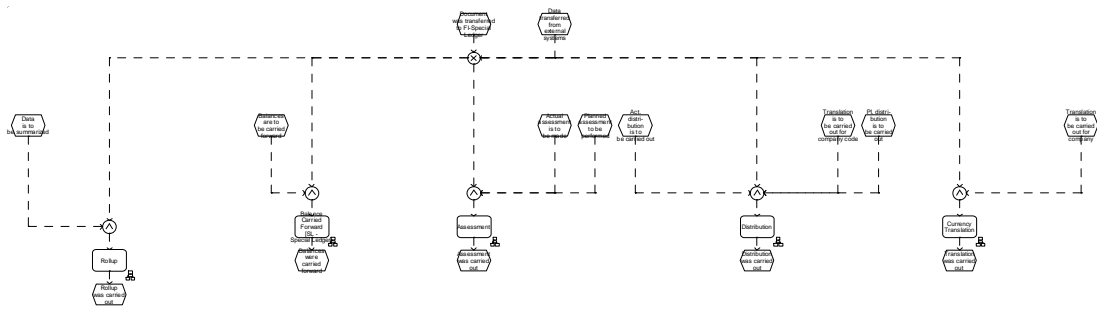 Document
was transferred
to FI-Special
Ledger
Data
transferred
from
external
systems
Data
is to
be summarized
Balances
are to
be carried
forward
Actual
assessment
is to
be made
Planned
assessment
to be
performed
Act.
distri-
bution
is to
be carried out
Translation
is to
be carried
out for
company code
Pl. distri-
bution
is to
be carried
out
Translation
is to
be carried
out for
company
Balance
Carried
Forward
[SL -
Special Ledger]
Assessment
Distribution
Currency
Translation
Rollup
Balances
were
carried
forward
Assessment
was carried
out
Distribution
was carried
out
Translation
was carried
out
Rollup
was carried
out